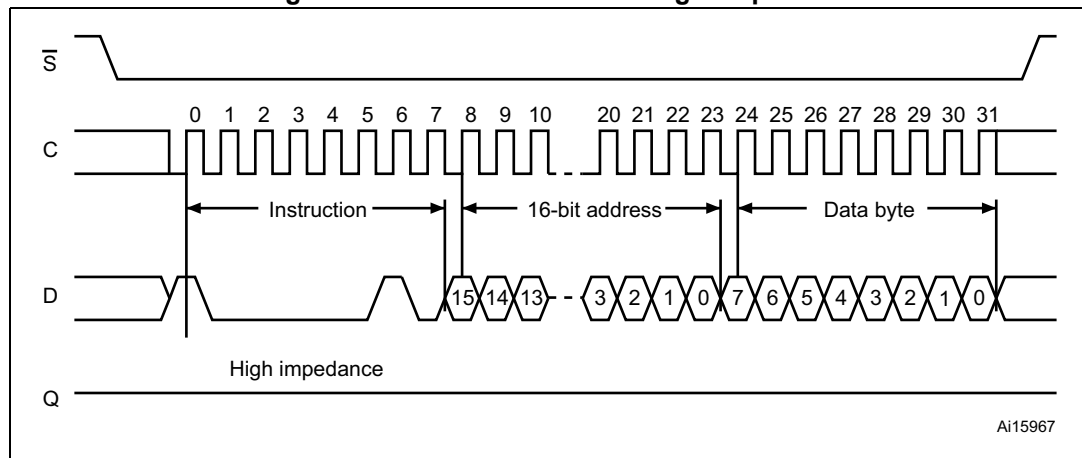 S
0 1 2 3 4 5 6 7 8 9 10 20 21 22 23 24 25 26 27 28 29 30 31
C
Instruction 16-bit address Data byte
D
15 14 13 3 2 1 0 7 6 5 4 3 2 1 0
High impedance
Q
Ai15967